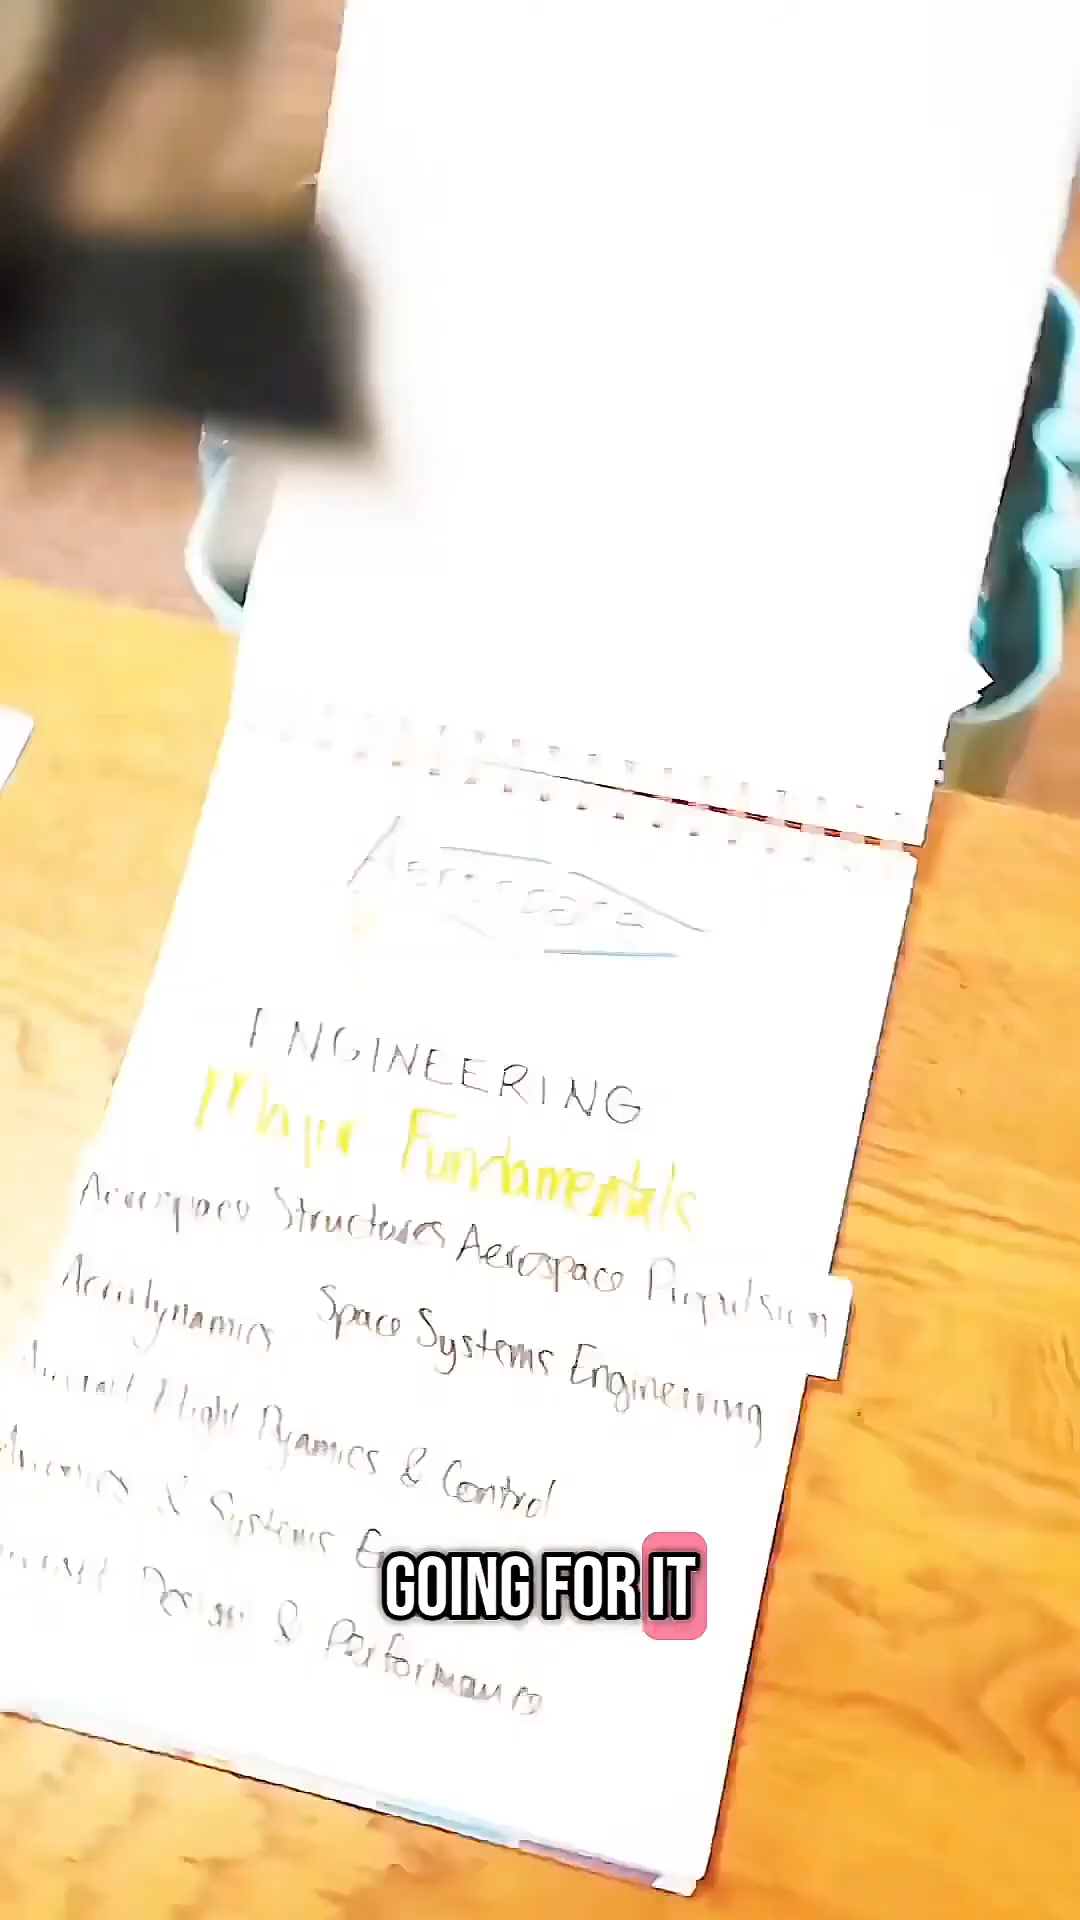 Aerospace
ENGINEERING
Major Fundamentals
Aerospace Structures Aerospace Propulsion
Aerodynamics Space Systems Engineering
Flight Dyamics & Control
& Systems
Design & Performance
GOING FOR IT